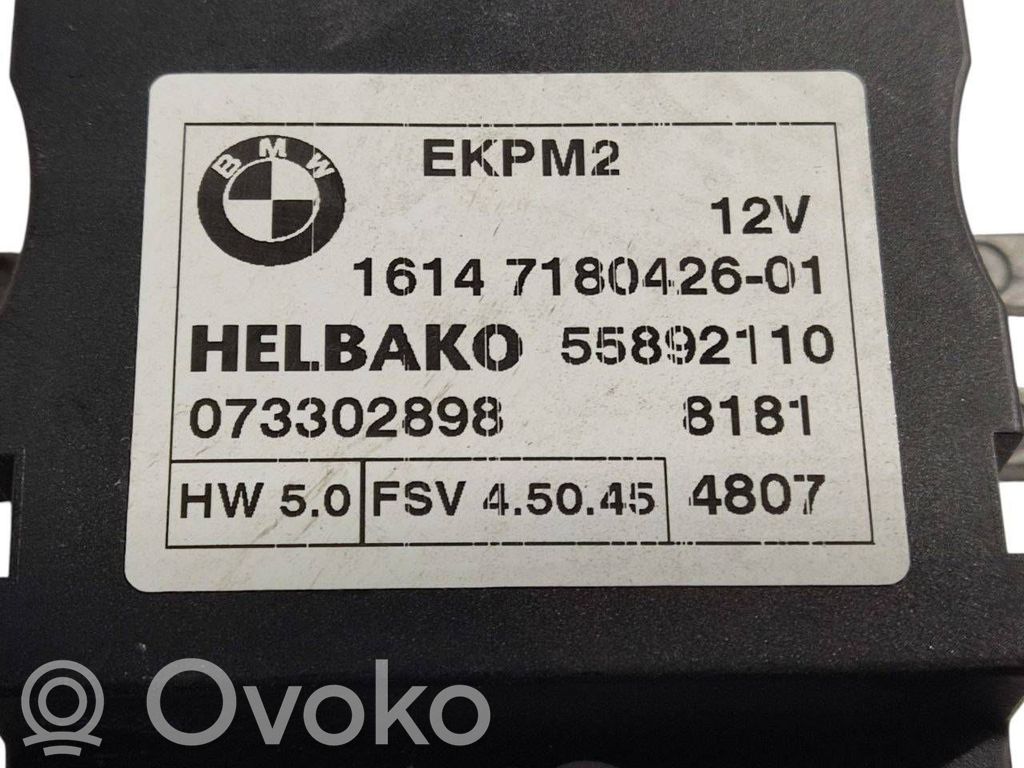 BMW
EKPM2
12V
1614 7180426-01
HELBAKO 55892110
073302898 8181
HW 5.0 FSV 4.50.45 4807
Ovoko